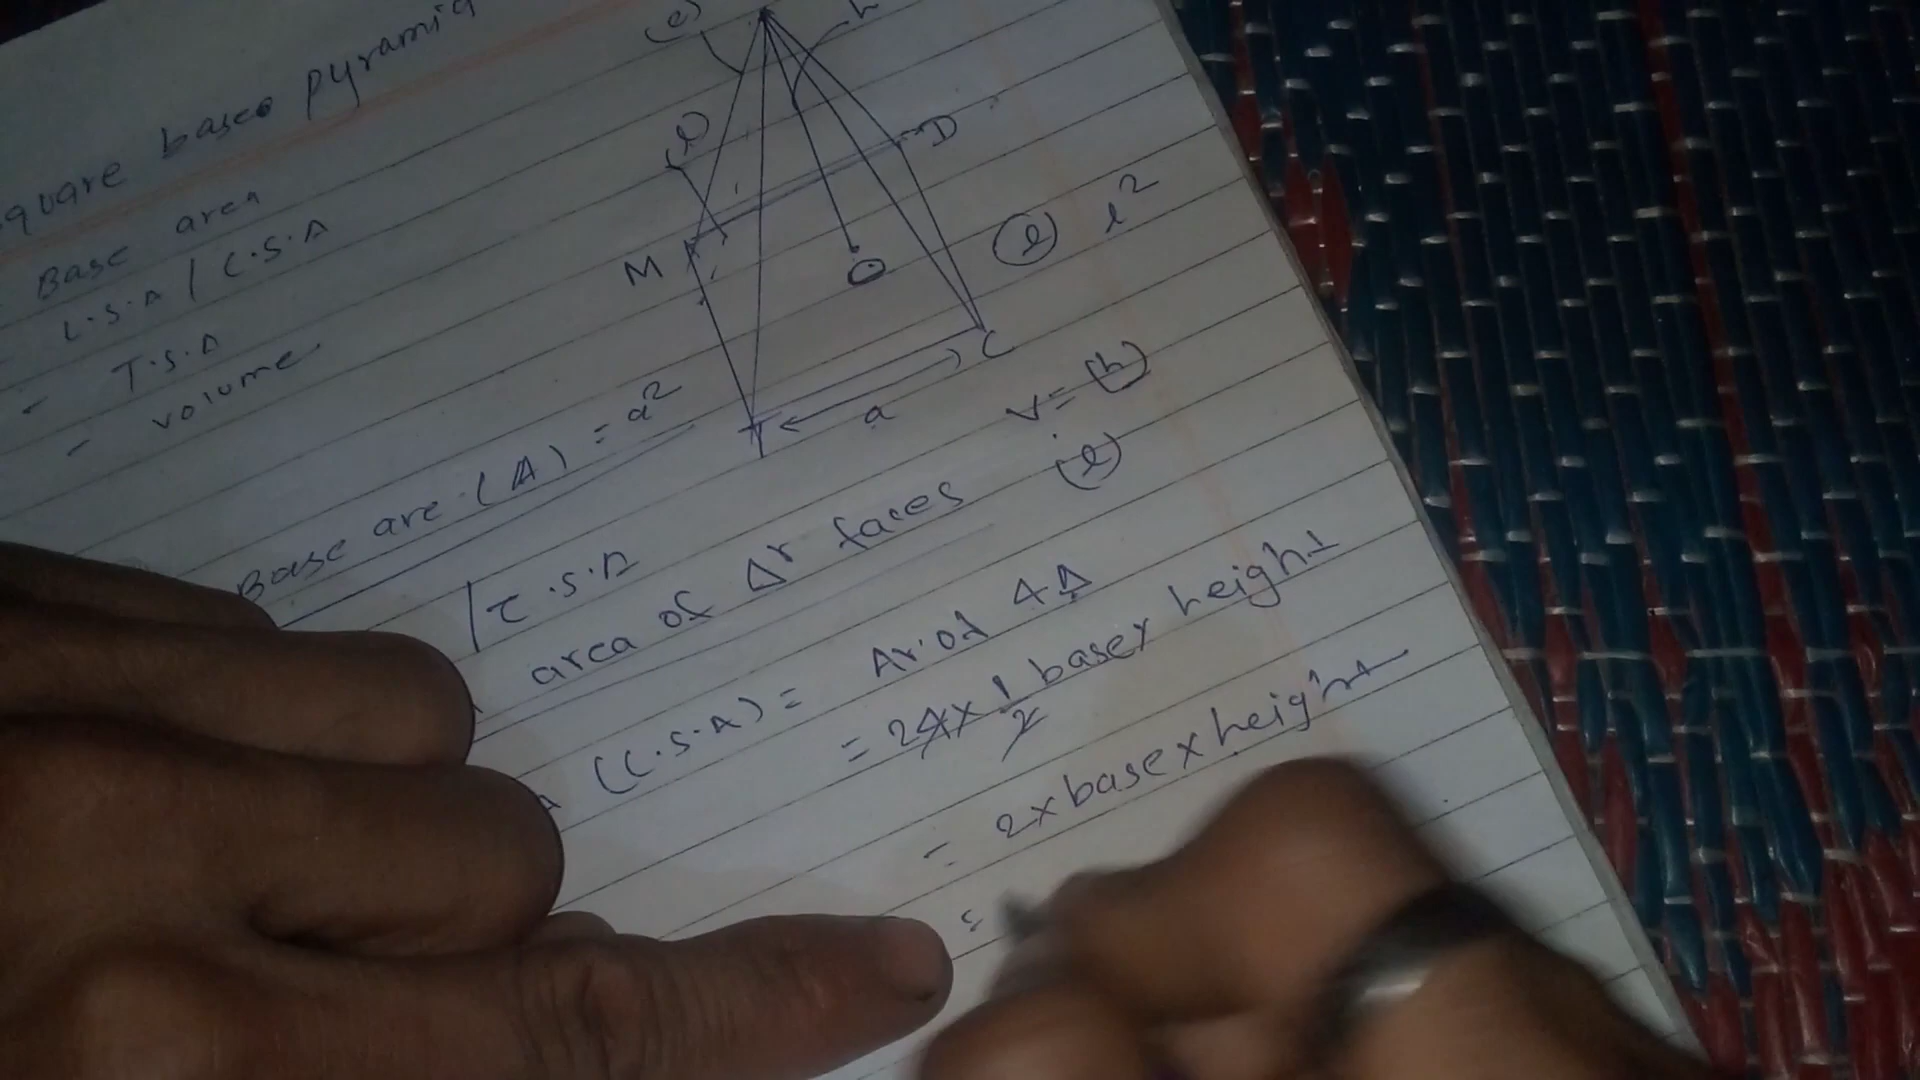 square based pyramid
Base area
L.S.A / C.S.A
- T.S.A
- volume.
(e)
h
(l)
D
M
O
C
a
T
(l) l²
v = (h)
(l)
Base are (A) = a²
/T.S.A
area of Δr faces
(C.S.A) = Ar. of 4Δ
= 24 × 1/2 base × height
= 2 × base × height
=